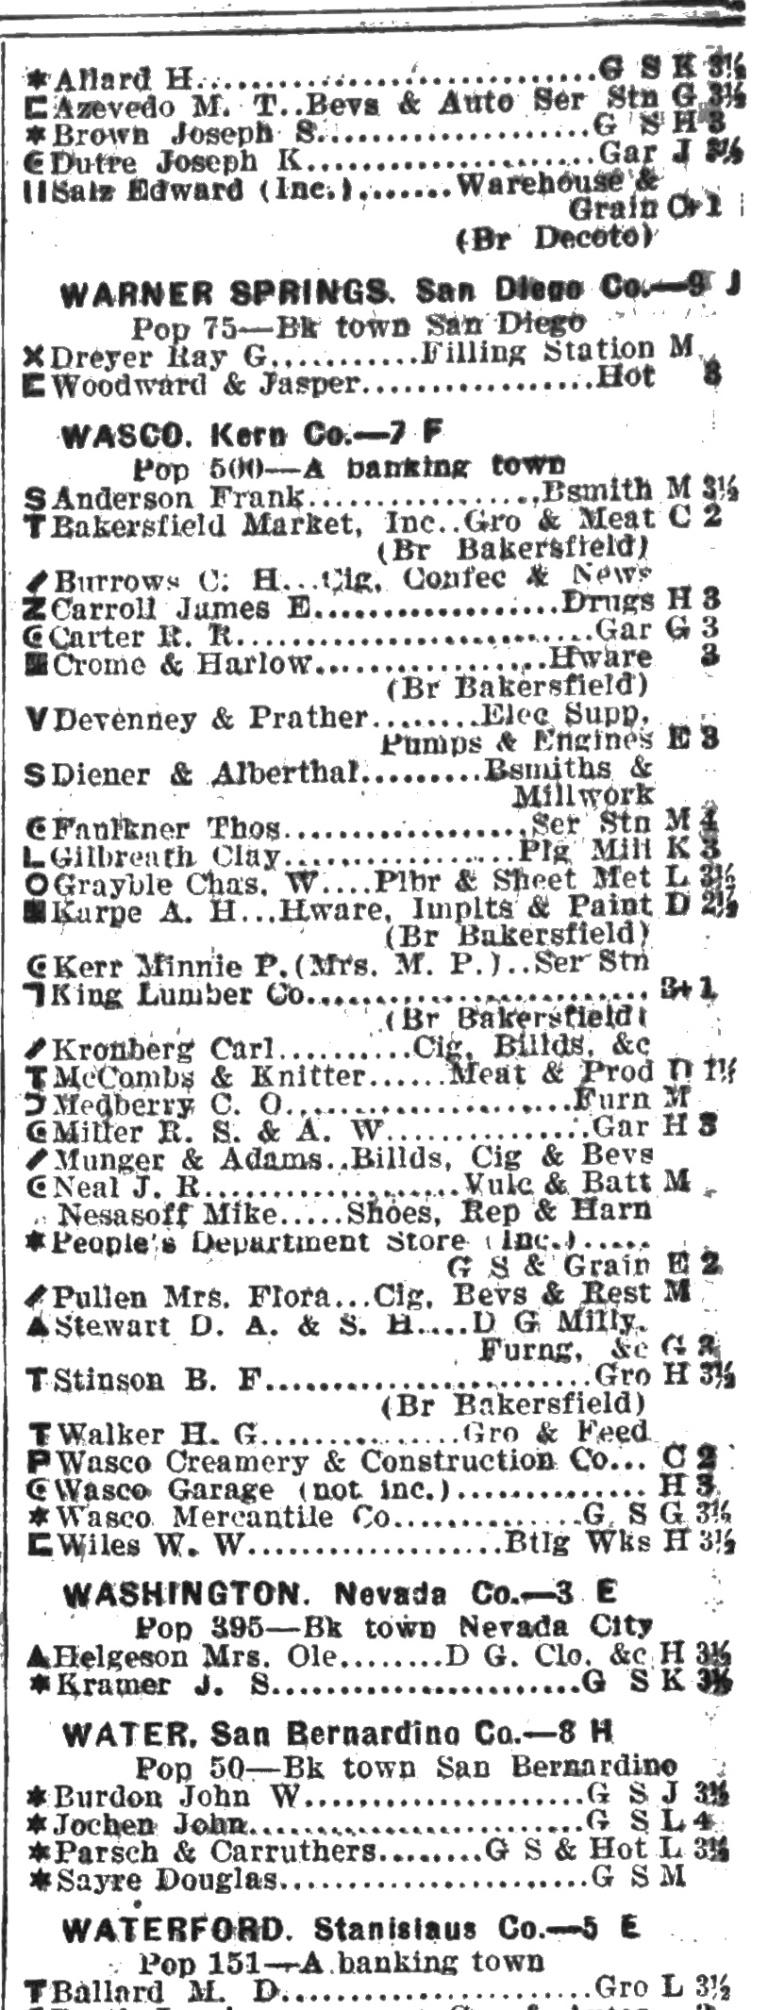 ✱Allard H..............................G S K 3½
⊏Azevedo M. T..Bevs & Auto Ser Stn G 3½
✱Brown Joseph S....................G S H 3
ᕮDutre Joseph K.....................Gar J 3½
||Salz Edward (Inc.).......Warehouse &
Grain C+1
(Br Decoto)
WARNER SPRINGS. San Diego Co.—9 J
Pop 75—Bk town San Diego
XDreyer Ray G...........Filling Station M
⊏Woodward & Jasper.................Hot 3
WASCO. Kern Co.—7 F
Pop 500—A banking town
SAnderson Frank.................Bsmith M 3½
TBakersfield Market, Inc..Gro & Meat C 2
(Br Bakersfield)
/Burrows C. H...Cig, Confec & News
ZCarroll James E..................Drugs H 3
ᕮCarter R. R..........................Gar G 3
■Crome & Harlow.................Hware 3
(Br Bakersfield)
VDevenney & Prather........Elec Supp,
Pumps & Engines E 3
SDiener & Alberthal.........Bsmiths &
Millwork
ᕮFaulkner Thos..................Ser Stn M 4
LGilbreath Clay.................Plg Mill K 3
OGrayble Chas. W....Plbr & Sheet Met L 3½
■Karpe A. H...Hware, Implts & Paint D 2½
(Br Bakersfield)
ᕮKerr Minnie P.(Mrs. M. P.)..Ser Stn
⅂King Lumber Co.......................... 3+1
(Br Bakersfield)
/Kronberg Carl..........Cig, Billds, &c
TMcCombs & Knitter......Meat & Prod D 1½
ↃMedberry C. O.....................Furn M
ᕮMiller R. S. & A. W...............Gar H 3
/Munger & Adams..Billds, Cig & Bevs
ᕮNeal J. R...................Vulc & Batt M
Nesasoff Mike.....Shoes, Rep & Harn
✱People's Department Store (Inc.).....
G S & Grain E 2
/Pullen Mrs. Flora...Cig, Bevs & Rest M
▲Stewart D. A. & S. H.....D G Milly,
Furng, &c G 3
TStinson B. F........................Gro H 3½
(Br Bakersfield)
TWalker H. G...............Gro & Feed
PWasco Creamery & Construction Co... C 2
ᕮWasco Garage (not inc.).............. H 3
✱Wasco Mercantile Co..............G S G 3½
⊏Wiles W. W...................Btlg Wks H 3½
WASHINGTON. Nevada Co.—3 E
Pop 395—Bk town Nevada City
▲Helgeson Mrs. Ole........D G. Clo. &c H 3½
✱Kramer J. S.......................G S K 3½
WATER. San Bernardino Co.—8 H
Pop 50—Bk town San Bernardino
✱Burdon John W.....................G S J 3½
✱Jochen John.........................G S L 4
✱Parsch & Carruthers........G S & Hot L 3½
✱Sayre Douglas.......................G S M
WATERFORD. Stanislaus Co.—5 E
Pop 151—A banking town
TBallard M. D.......................Gro L 3½